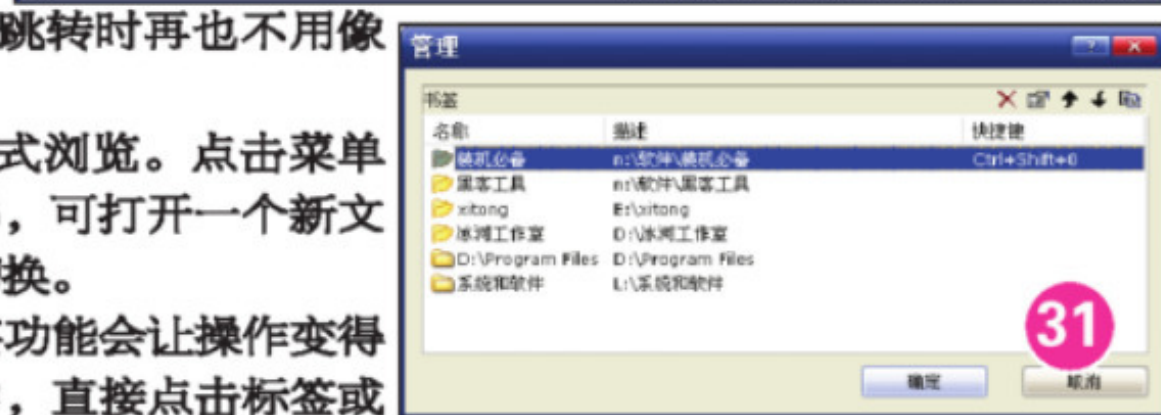 跳转时再也不用像
式浏览。点击菜单
，可打开一个新文
换。
功能会让操作变得
，直接点击标签或
管理
书签
名称 描述 快捷键
装机必备 n:\软件\装机必备 Ctrl+Shift+0
黑客工具 n:\软件\黑客工具
xitong E:\xitong
冰河工作室 D:\冰河工作室
D:\Program Files D:\Program Files
系统和软件 L:\系统和软件
31
确定 取消